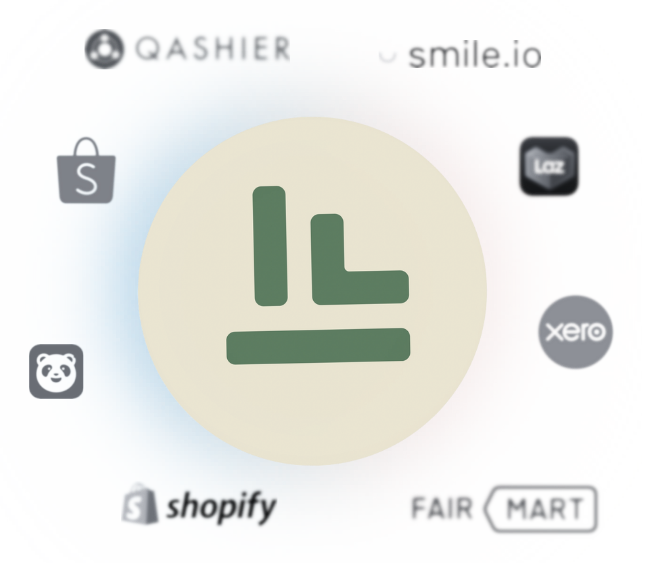 QASHIER
smile.io
S
Laz
xero
S shopify
FAIR MART